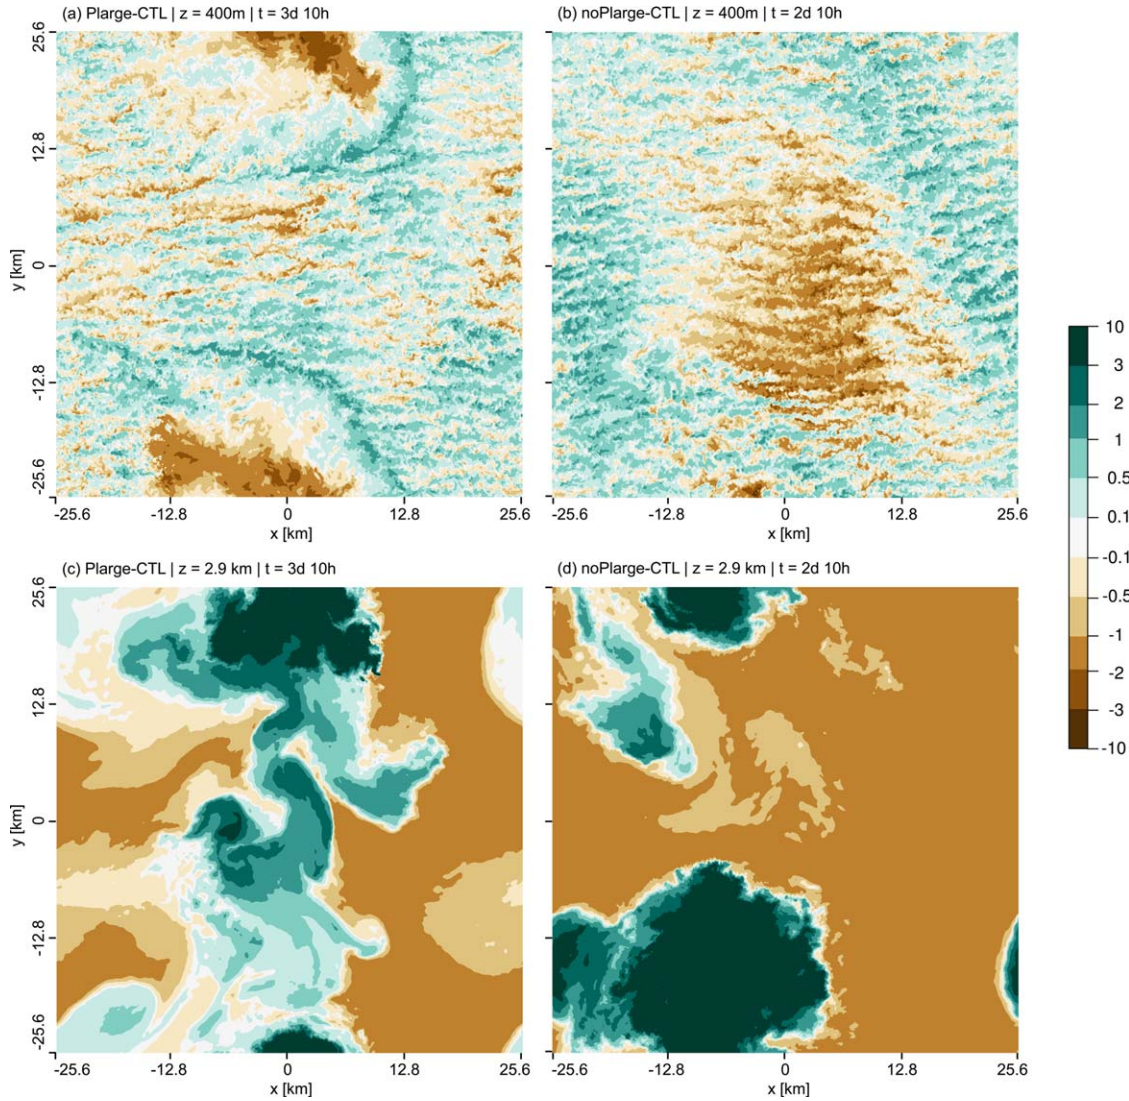 (a) Plarge-CTL | z = 400m | t = 3d 10h
(b) noPlarge-CTL | z = 400m | t = 2d 10h
25.6
12.8
0
-12.8
-25.6
y [km]
-25.6 -12.8 0 12.8 25.6
x [km]
-25.6 -12.8 0 12.8 25.6
x [km]
10
3
2
1
0.5
0.1
-0.1
-0.5
-1
-2
-3
-10
(c) Plarge-CTL | z = 2.9 km | t = 3d 10h
(d) noPlarge-CTL | z = 2.9 km | t = 2d 10h
25.6
12.8
0
-12.8
-25.6
y [km]
-25.6 -12.8 0 12.8 25.6
x [km]
-25.6 -12.8 0 12.8 25.6
x [km]